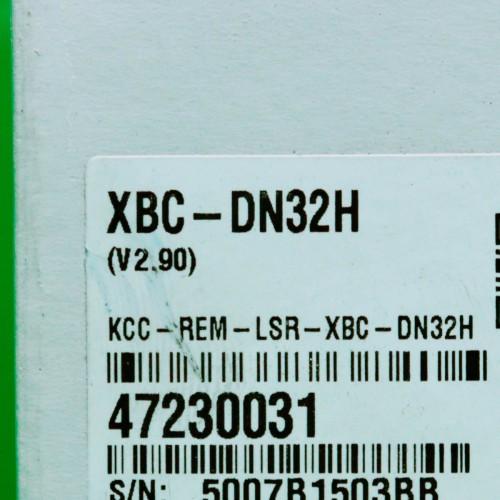 XBC-DN32H
(V2.90)
KCC-REM-LSR-XBC-DN32H
47230031
S/N: 5007B1503BB